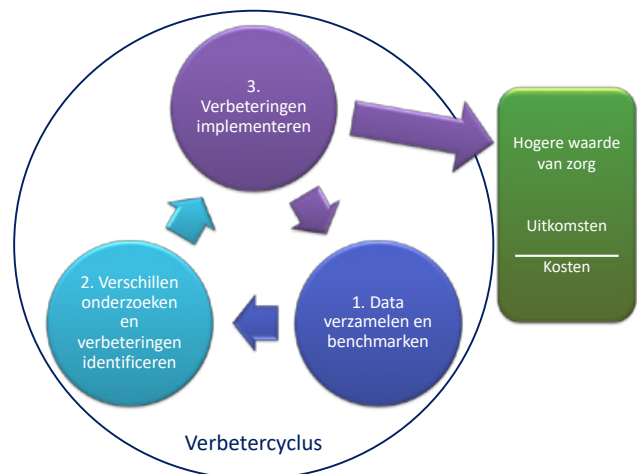 3.
Verbeteringen
implementeren
Hogere waarde
van zorg
Uitkomsten
Kosten
2. Verschillen
onderzoeken
en
verbeteringen
identificeren
1. Data
verzamelen en
benchmarken
Verbetercyclus